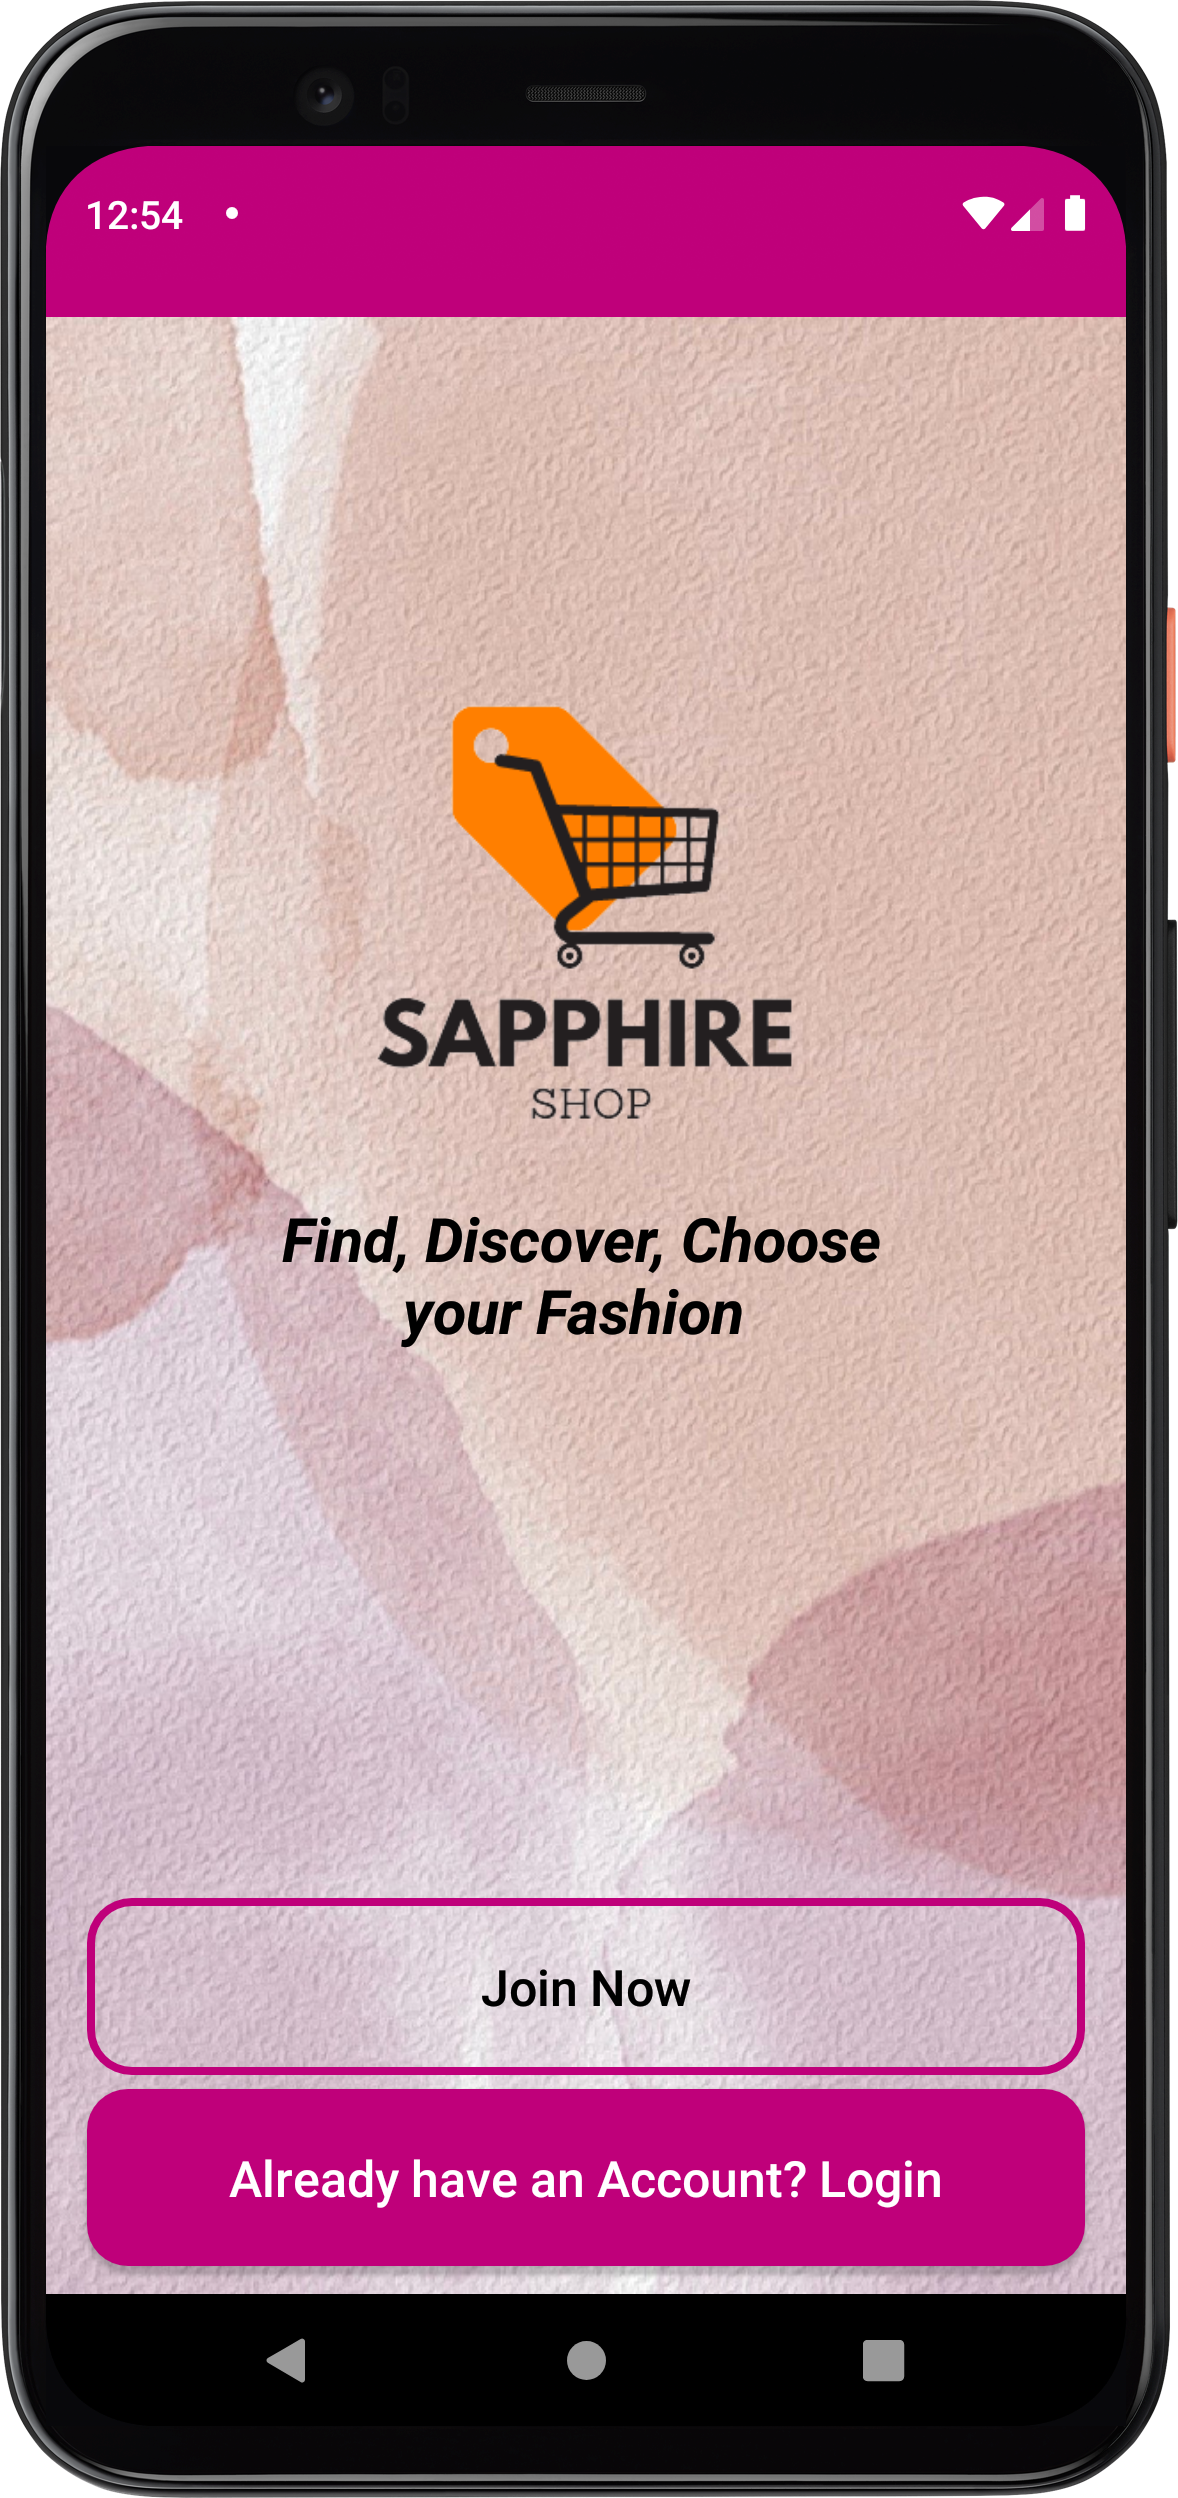 12:54
SAPPHIRE
SHOP
Find, Discover, Choose
your Fashion
Join Now
Already have an Account? Login